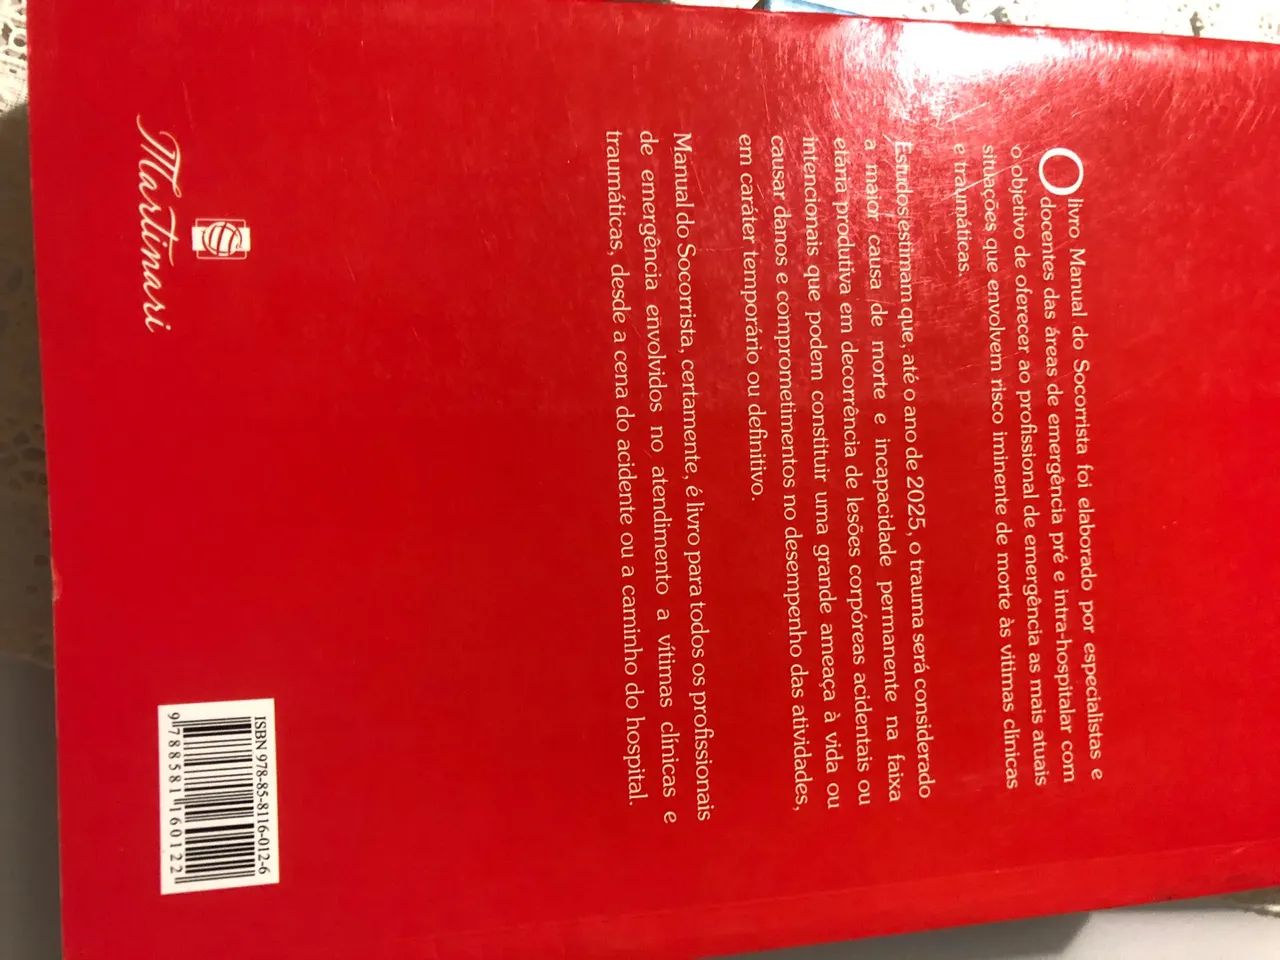 O livro Manual do Socorrista foi elaborado por especialistas e
docentes das áreas de emergência pré e intra-hospitalar com
o objetivo de oferecer ao profissional de emergência as mais atuais
situações que envolvem risco iminente de morte às vítimas clínicas
e traumáticas.
Estudos estimam que, até o ano de 2025, o trauma será considerado
a maior causa de morte e incapacidade permanente na faixa
etária produtiva em decorrência de lesões corpóreas acidentais ou
intencionais que podem constituir uma grande ameaça à vida ou
causar danos e comprometimentos no desempenho das atividades,
em caráter temporário ou definitivo.
Manual do Socorrista, certamente, é livro para todos os profissionais
de emergência envolvidos no atendimento a vítimas clínicas e
traumáticas, desde a cena do acidente ou a caminho do hospital.
Martinari
ISBN 978-85-8116-012-6
9 788581 160122